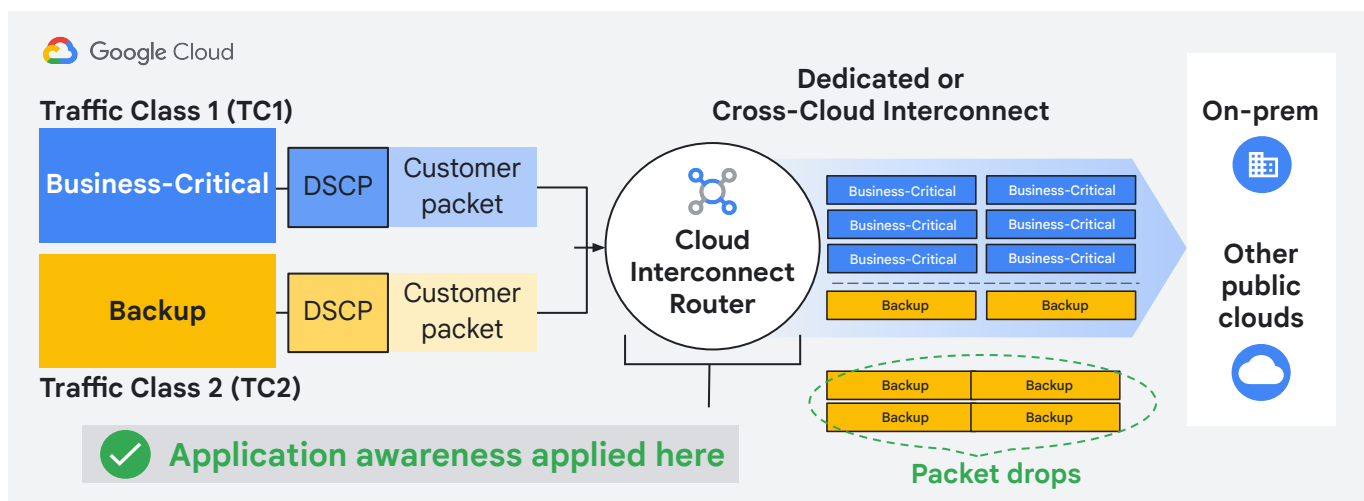 Google Cloud
Traffic Class 1 (TC1)
Business-Critical
DSCP
Customer
packet
Backup
DSCP
Customer
packet
Traffic Class 2 (TC2)
Application awareness applied here
Cloud
Interconnect
Router
Dedicated or
Cross-Cloud Interconnect
Business-Critical Business-Critical
Business-Critical Business-Critical
Business-Critical Business-Critical
Backup Backup
Backup Backup
Backup Backup
Packet drops
On-prem
Other
public
clouds